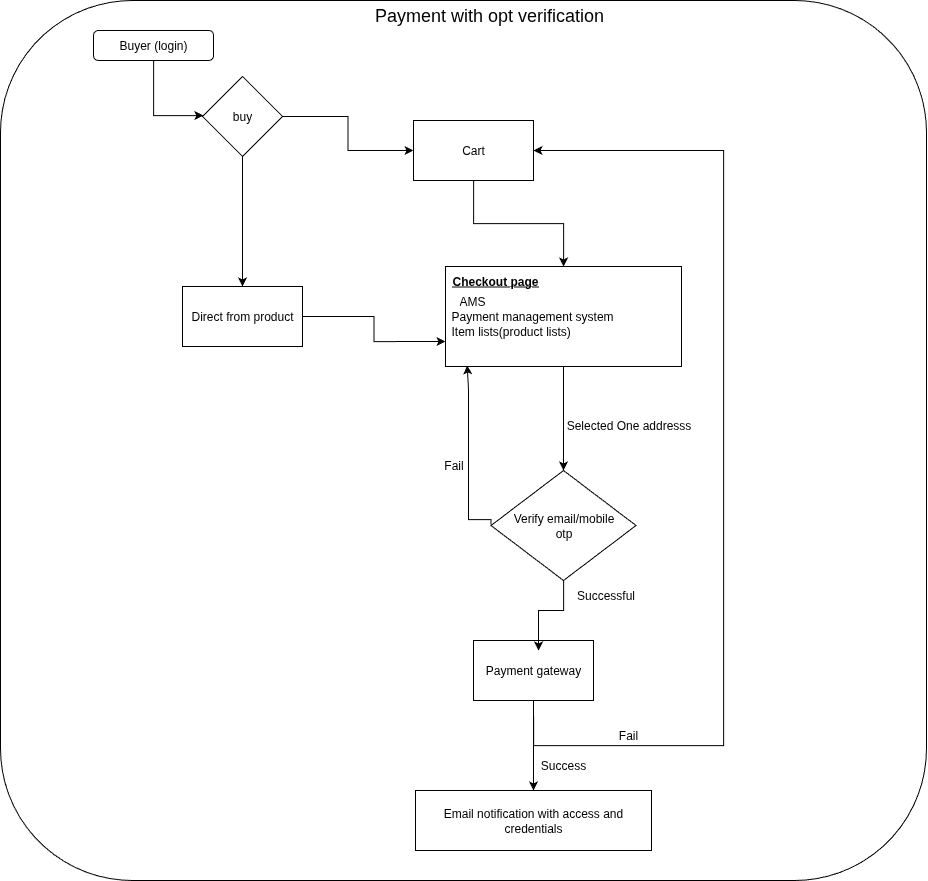 Payment with opt verification
Buyer (login)
buy
Cart
Checkout page
AMS
Payment management system
Item lists(product lists)
Direct from product
Selected One addresss
Fail
Verify email/mobile
otp
Successful
Payment gateway
Fail
Success
Email notification with access and
credentials